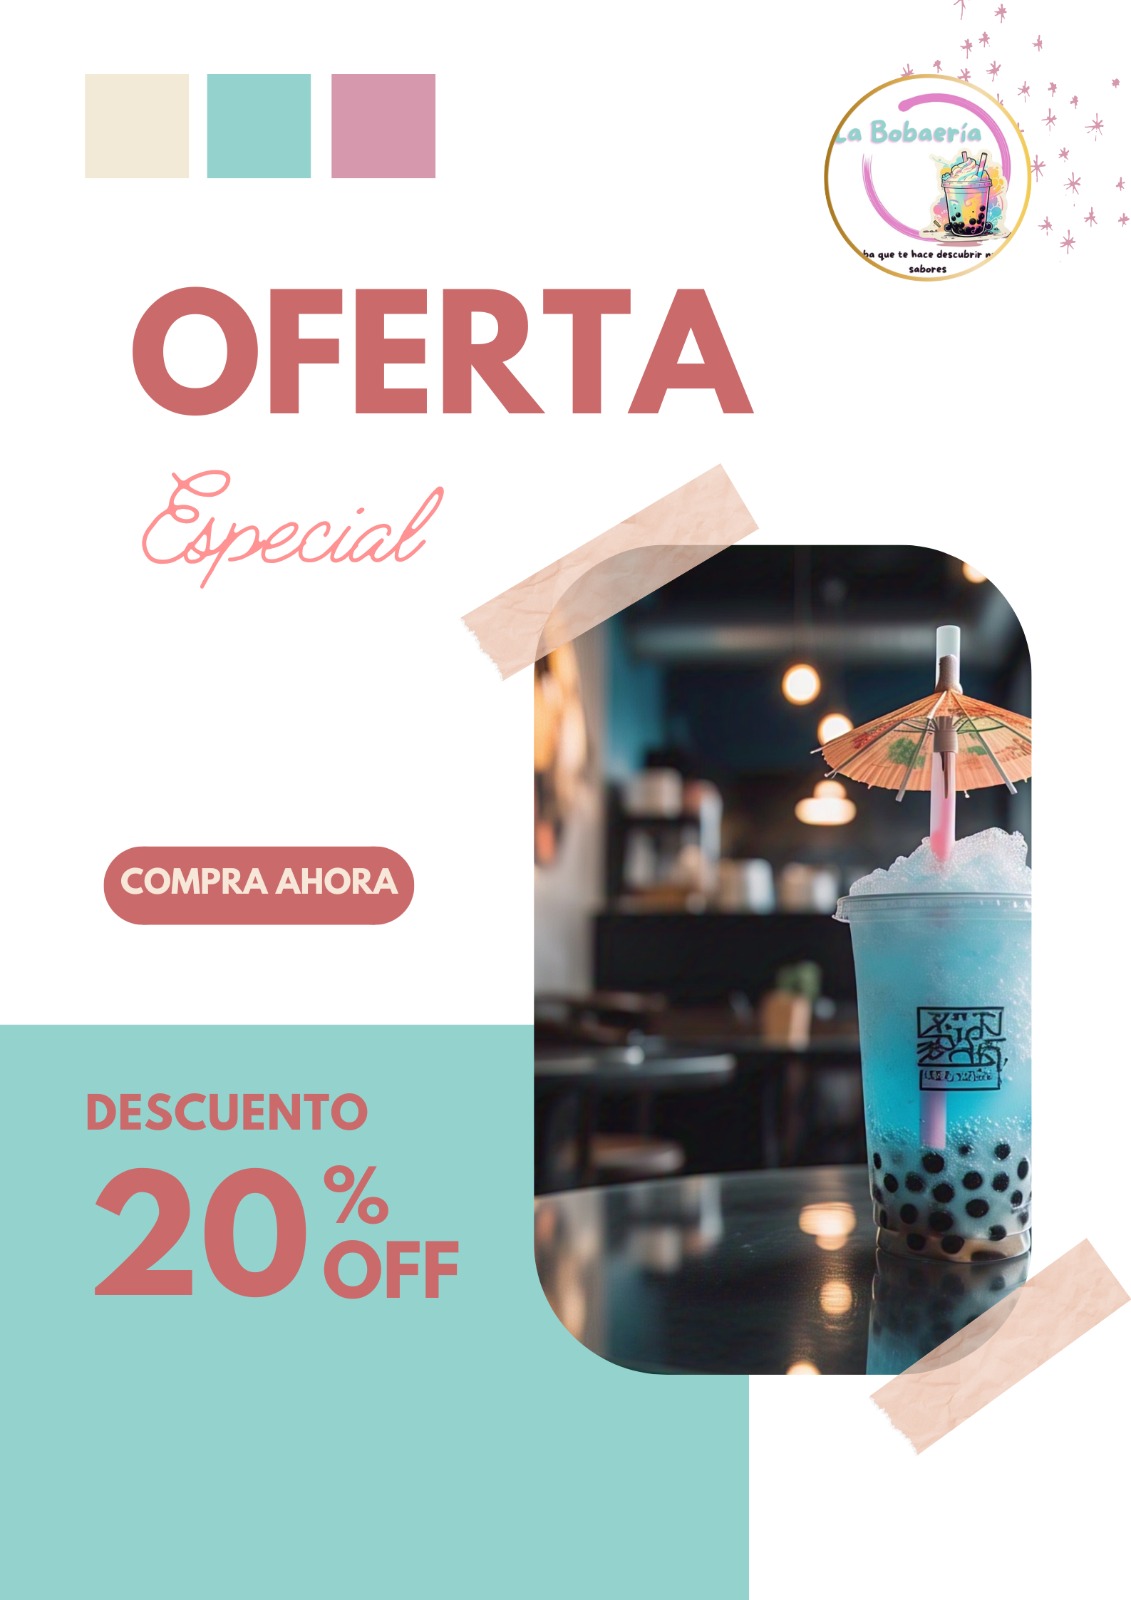 La Bobaería
que te hace descubrir
sabores
OFERTA
Especial
COMPRA AHORA
DESCUENTO
20%
OFF